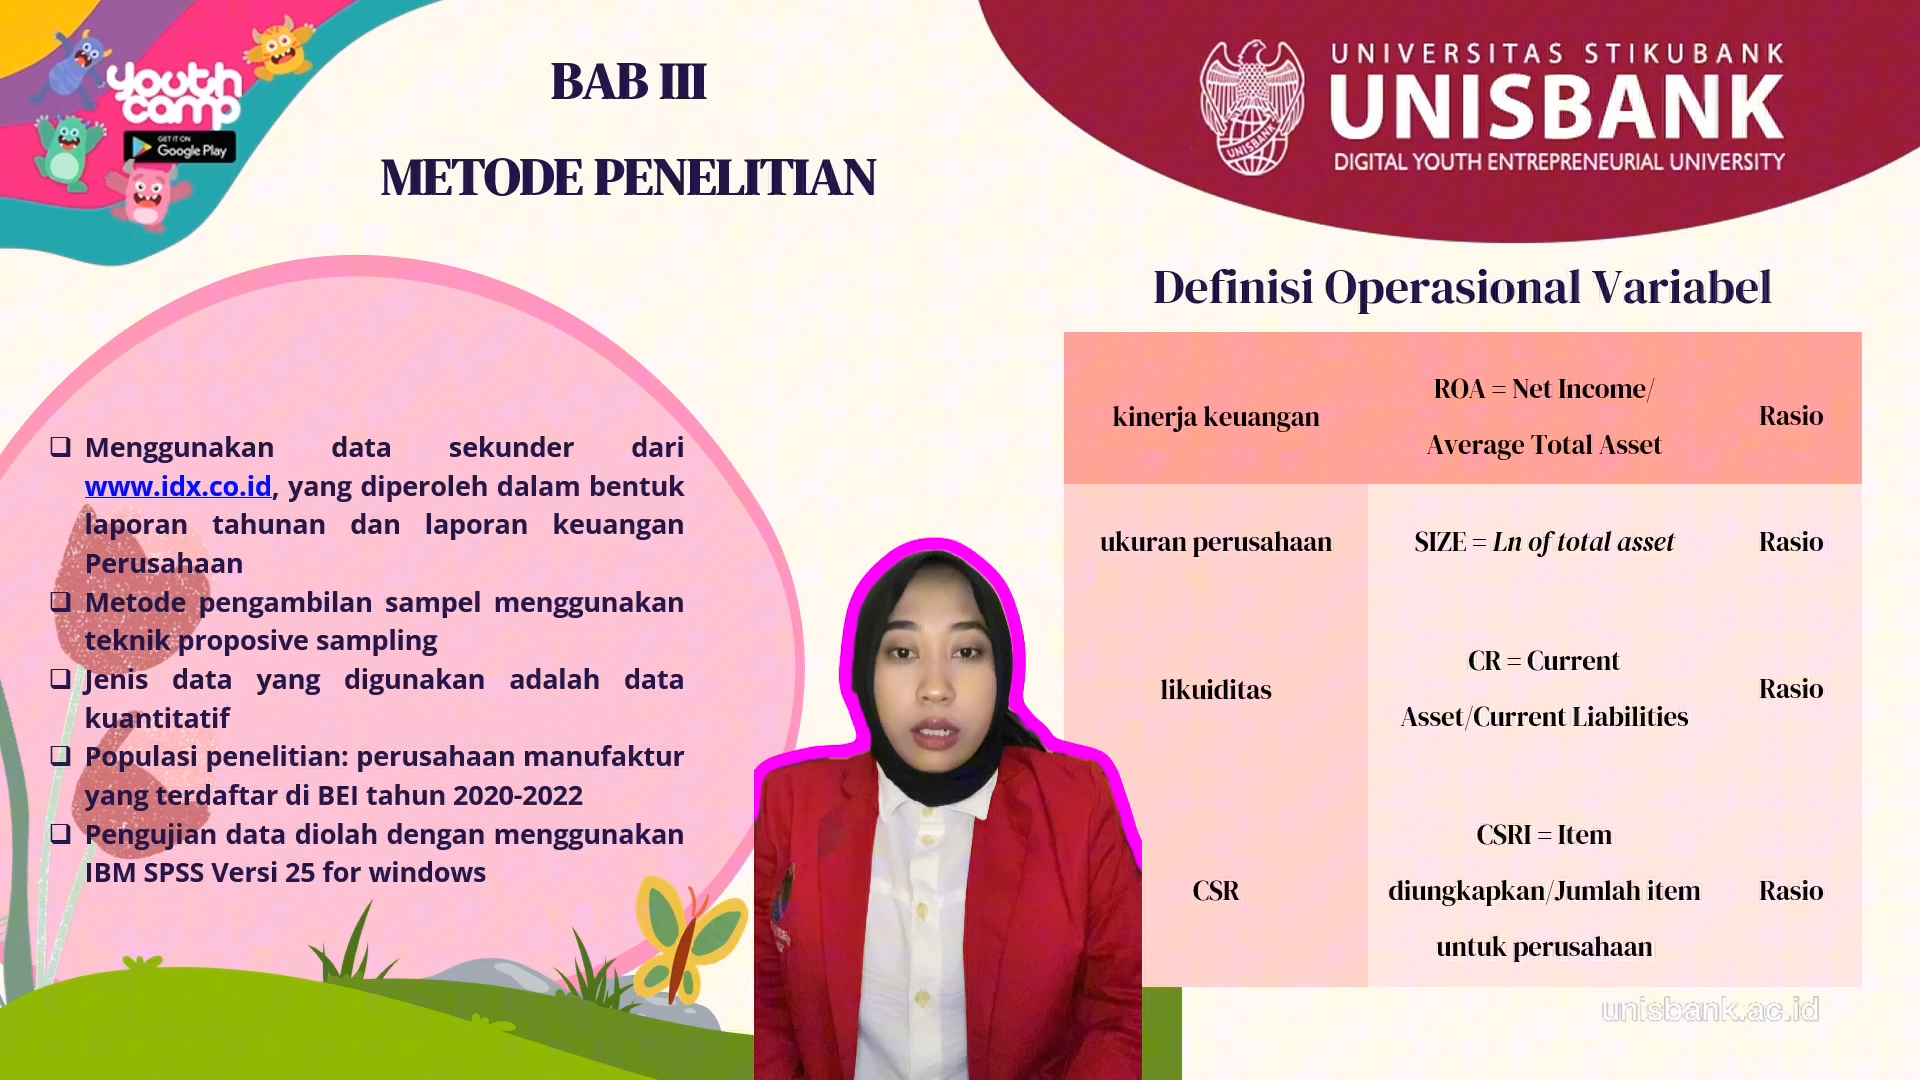 youth
camp
GET IT ON
Google Play
BAB III
METODE PENELITIAN
UNIVERSITAS STIKUBANK
UNISBANK
DIGITAL YOUTH ENTREPRENEURIAL UNIVERSITY
UNISBANK
❑ Menggunakan data sekunder dari
www.idx.co.id, yang diperoleh dalam bentuk
laporan tahunan dan laporan keuangan
Perusahaan
❑ Metode pengambilan sampel menggunakan
teknik proposive sampling
❑ Jenis data yang digunakan adalah data
kuantitatif
❑ Populasi penelitian: perusahaan manufaktur
yang terdaftar di BEI tahun 2020-2022
❑ Pengujian data diolah dengan menggunakan
IBM SPSS Versi 25 for windows
Definisi Operasional Variabel
kinerja keuangan
ROA = Net Income/
Average Total Asset
Rasio
ukuran perusahaan
SIZE = Ln of total asset
Rasio
likuiditas
CR = Current
Asset/Current Liabilities
Rasio
CSR
CSRI = Item
diungkapkan/Jumlah item
untuk perusahaan
Rasio
unisbank.ac.id